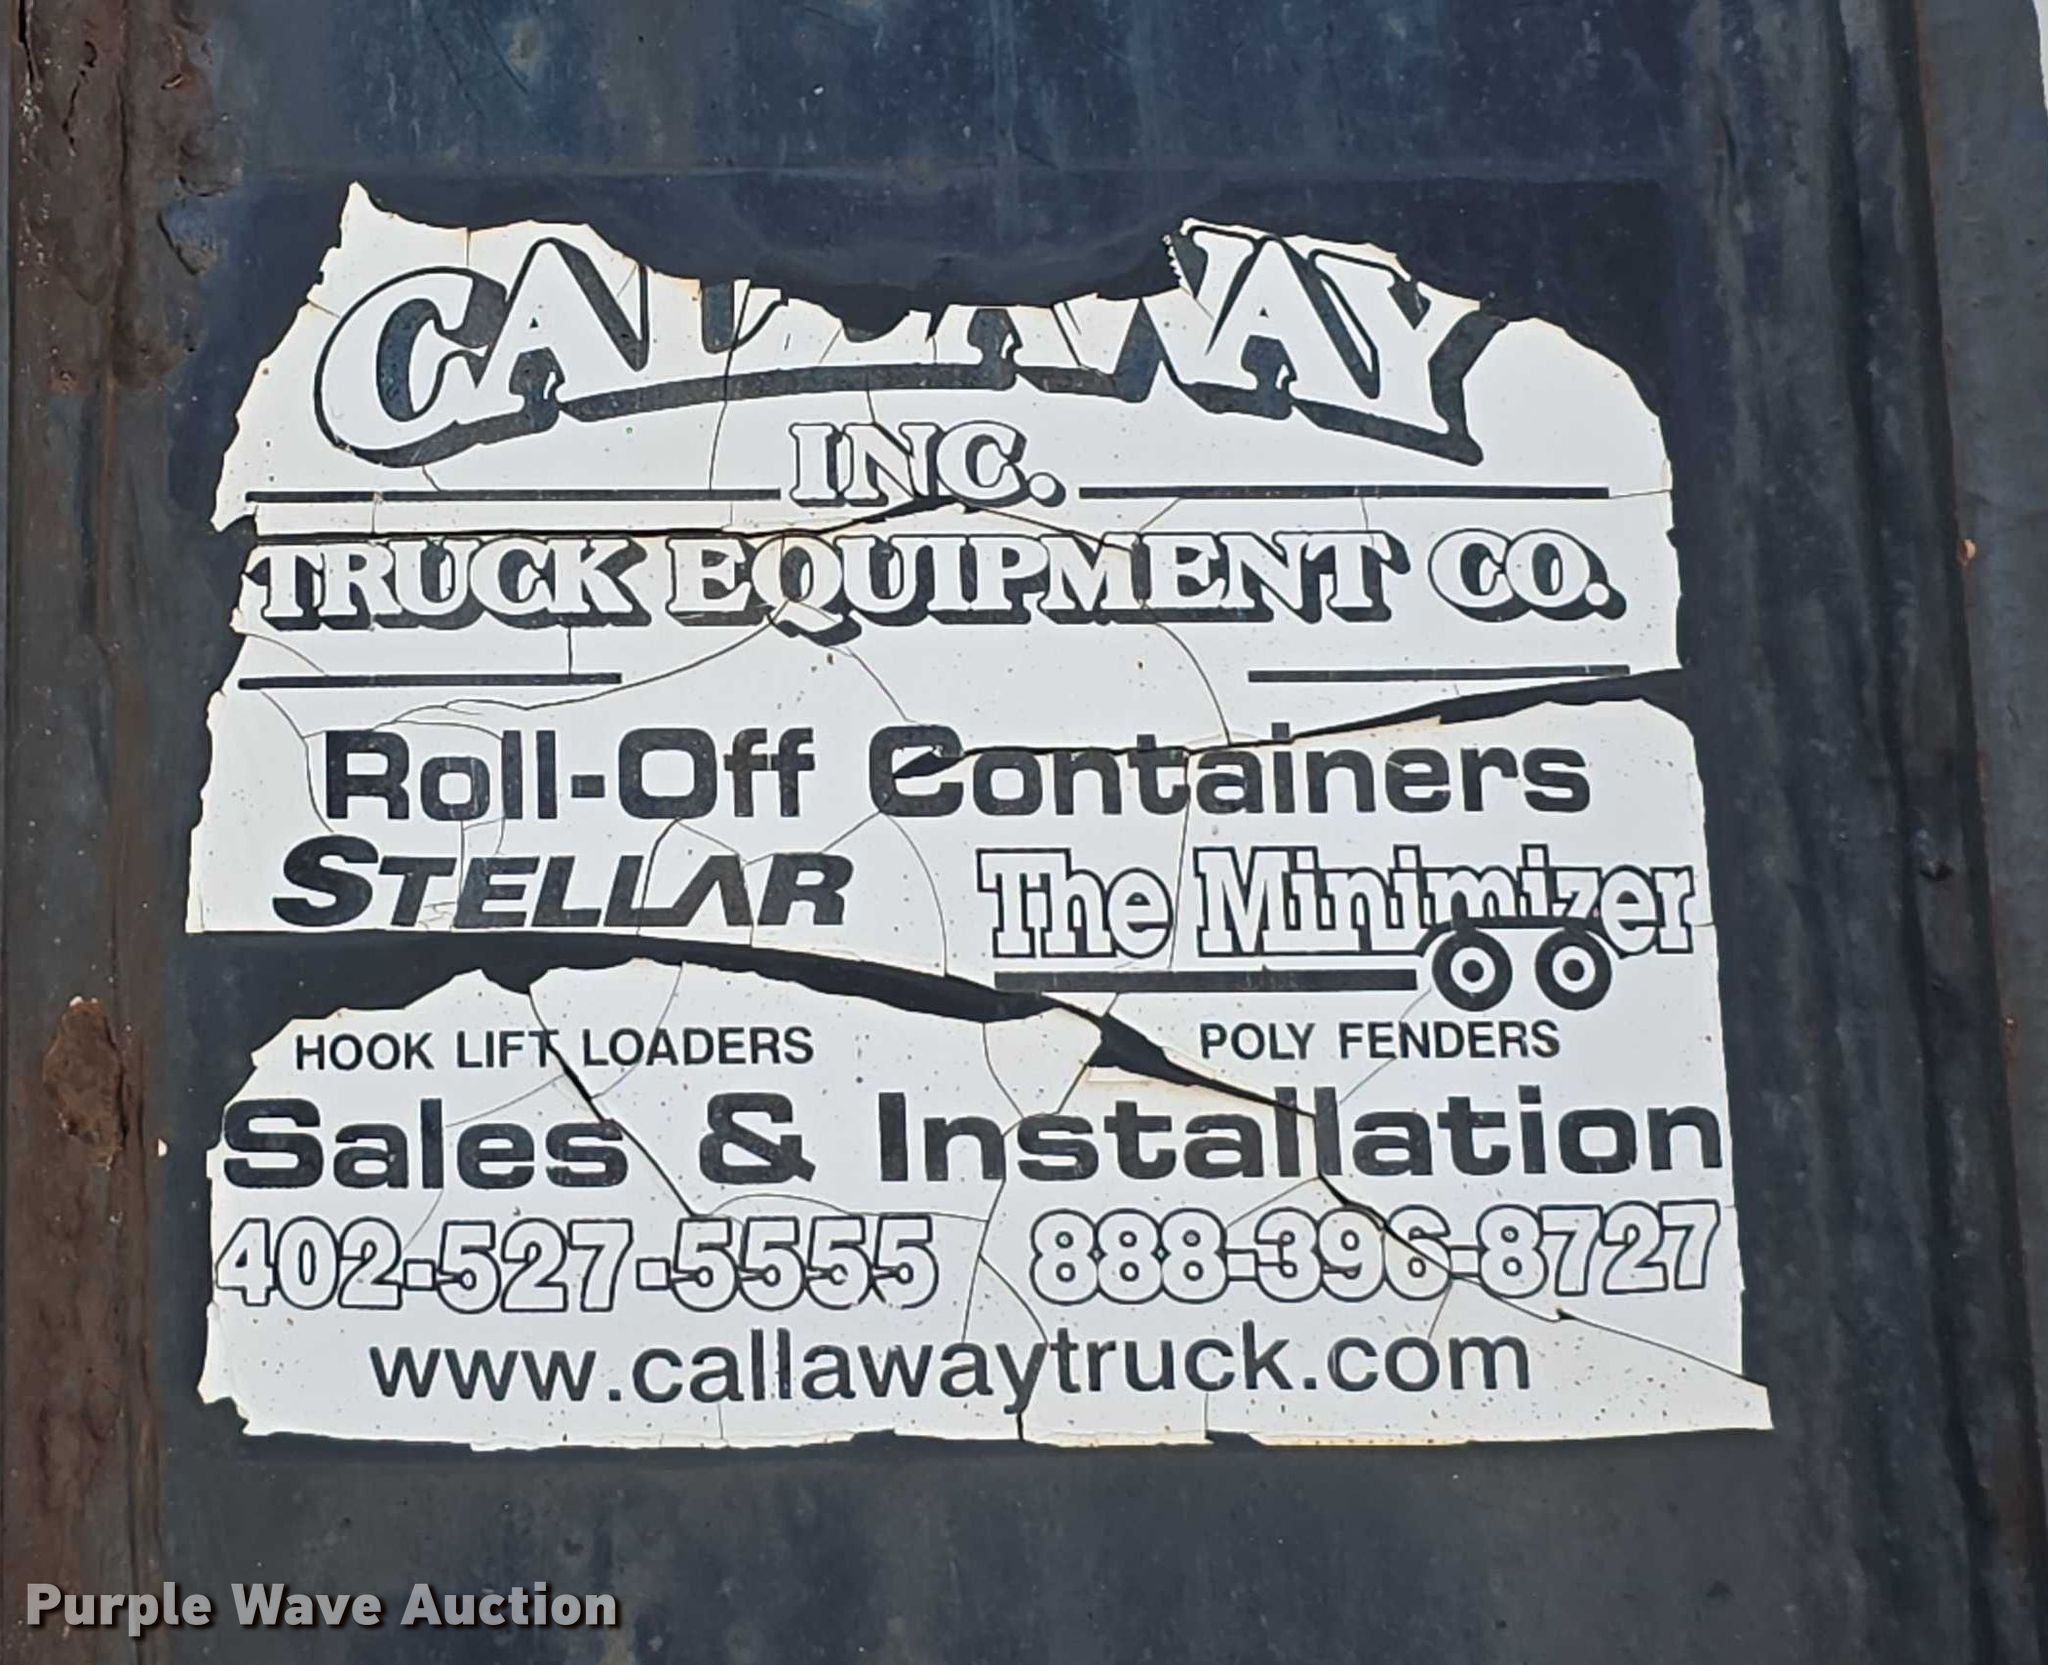 CALLAWAY
INC.
TRUCK EQUIPMENT CO.
Roll-Off Containers
STELLAR The Minimizer
HOOK LIFT LOADERS POLY FENDERS
Sales & Installation
402-527-5555 888-396-8727
www.callawaytruck.com
Purple Wave Auction